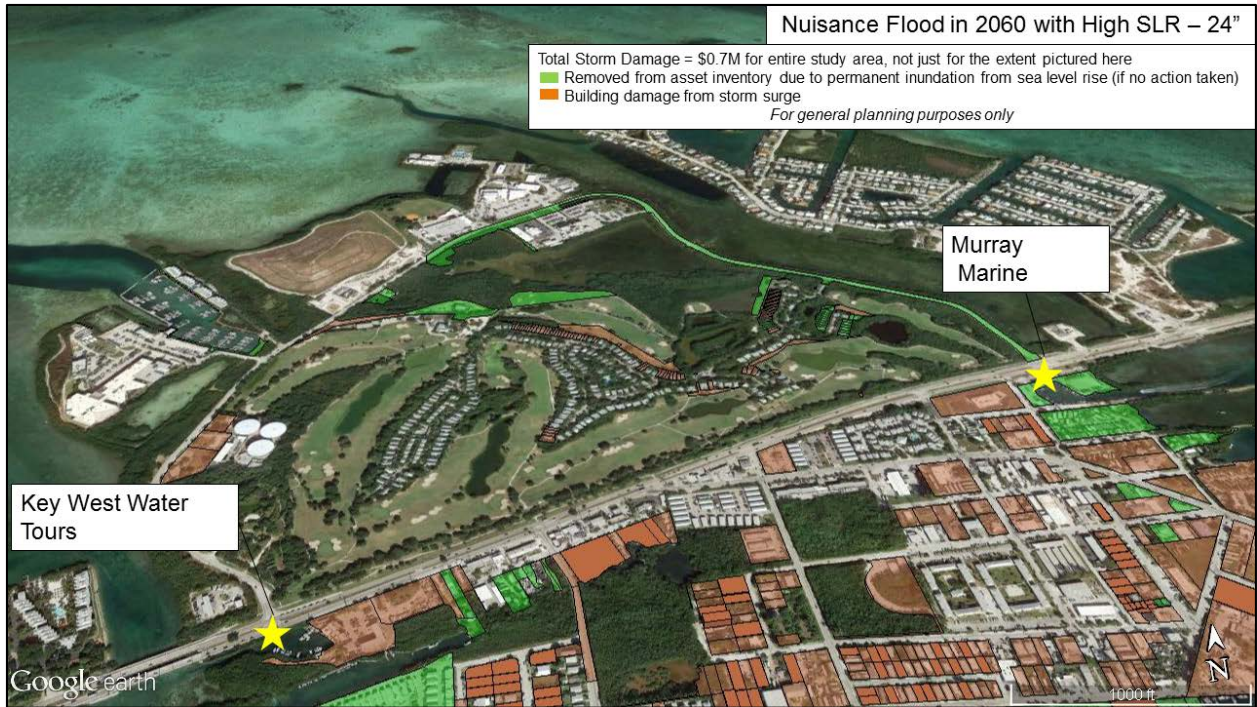 Nuisance Flood in 2060 with High SLR – 24”
Total Storm Damage = $0.7M for entire study area, not just for the extent pictured here
Removed from asset inventory due to permanent inundation from sea level rise (if no action taken)
Building damage from storm surge
For general planning purposes only
Murray
Marine
Key West Water
Tours
Google earth
N
1000 ft